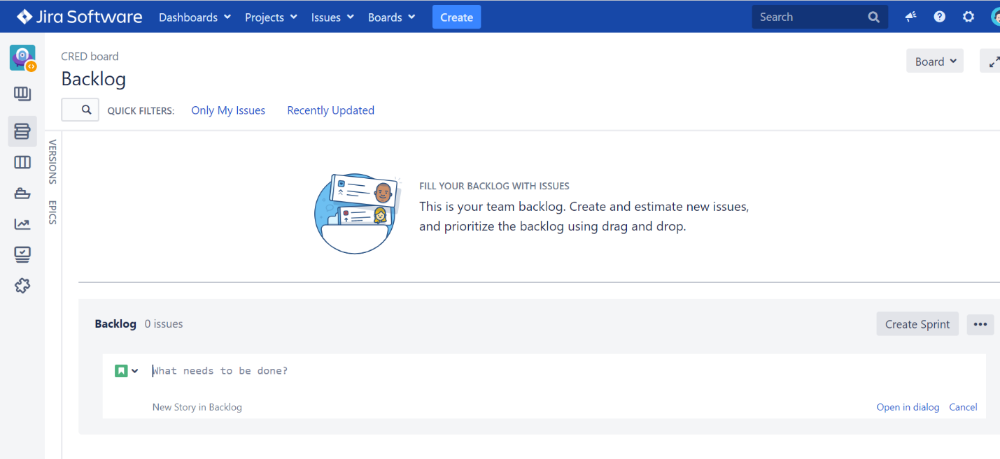 Jira Software Dashboards Projects Issues Boards Create Search
CRED board
Backlog
Board
QUICK FILTERS: Only My Issues Recently Updated
VERSIONS
EPICS
FILL YOUR BACKLOG WITH ISSUES
This is your team backlog. Create and estimate new issues,
and prioritize the backlog using drag and drop.
Backlog 0 issues Create Sprint
What needs to be done?
New Story in Backlog Open in dialog Cancel